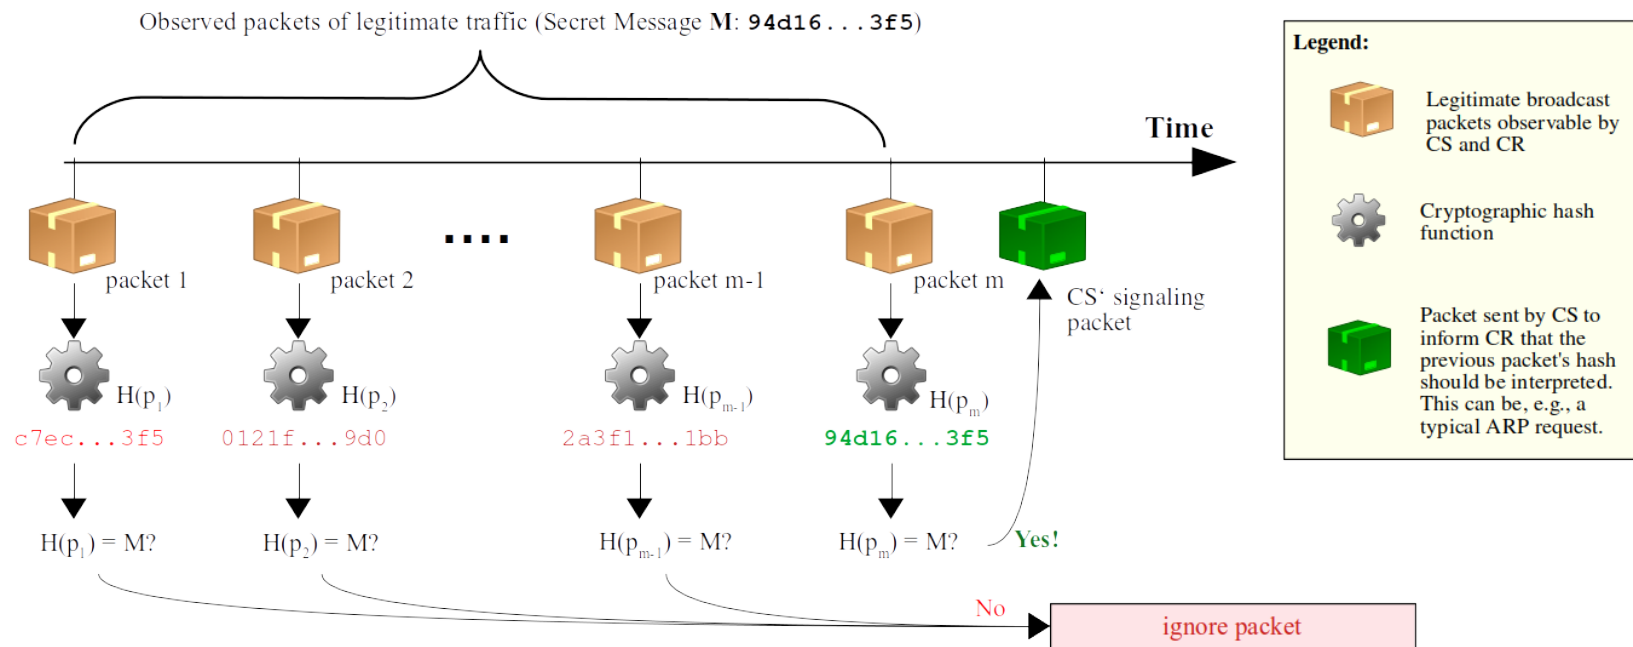 Observed packets of legitimate traffic (Secret Message M: 94d16...3f5)
Time
packet 1
packet 2
....
packet m-1
packet m
CS‘ signaling
packet
H(p1)
H(p2)
H(pm-1)
H(pm)
c7ec...3f5
0121f...9d0
2a3f1...1bb
94d16...3f5
H(p1) = M?
H(p2) = M?
H(pm-1) = M?
H(pm) = M?
Yes!
No
ignore packet
Legend:
Legitimate broadcast
packets observable by
CS and CR
Cryptographic hash
function
Packet sent by CS to
inform CR that the
previous packet's hash
should be interpreted.
This can be, e.g., a
typical ARP request.